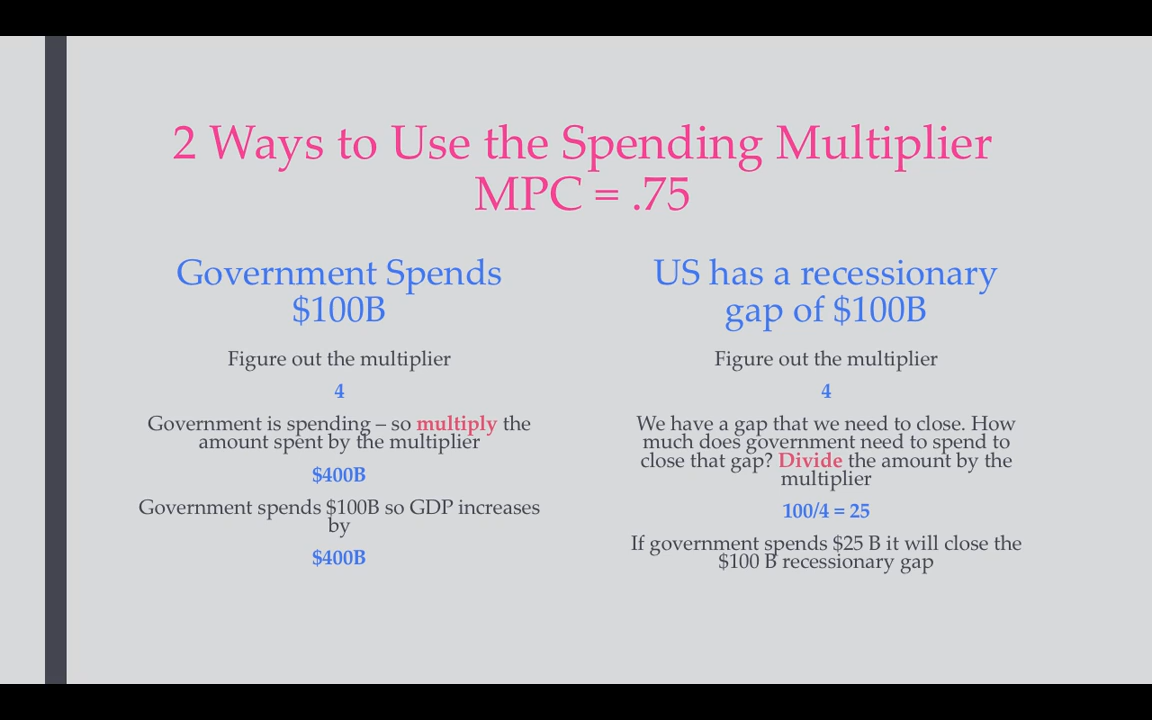 2 Ways to Use the Spending Multiplier
MPC = .75
Government Spends
$100B
Figure out the multiplier
4
Government is spending – so multiply the
amount spent by the multiplier
$400B
Government spends $100B so GDP increases
by
$400B
US has a recessionary
gap of $100B
Figure out the multiplier
4
We have a gap that we need to close. How
much does government need to spend to
close that gap? Divide the amount by the
multiplier
100/4 = 25
If government spends $25 B it will close the
$100 B recessionary gap